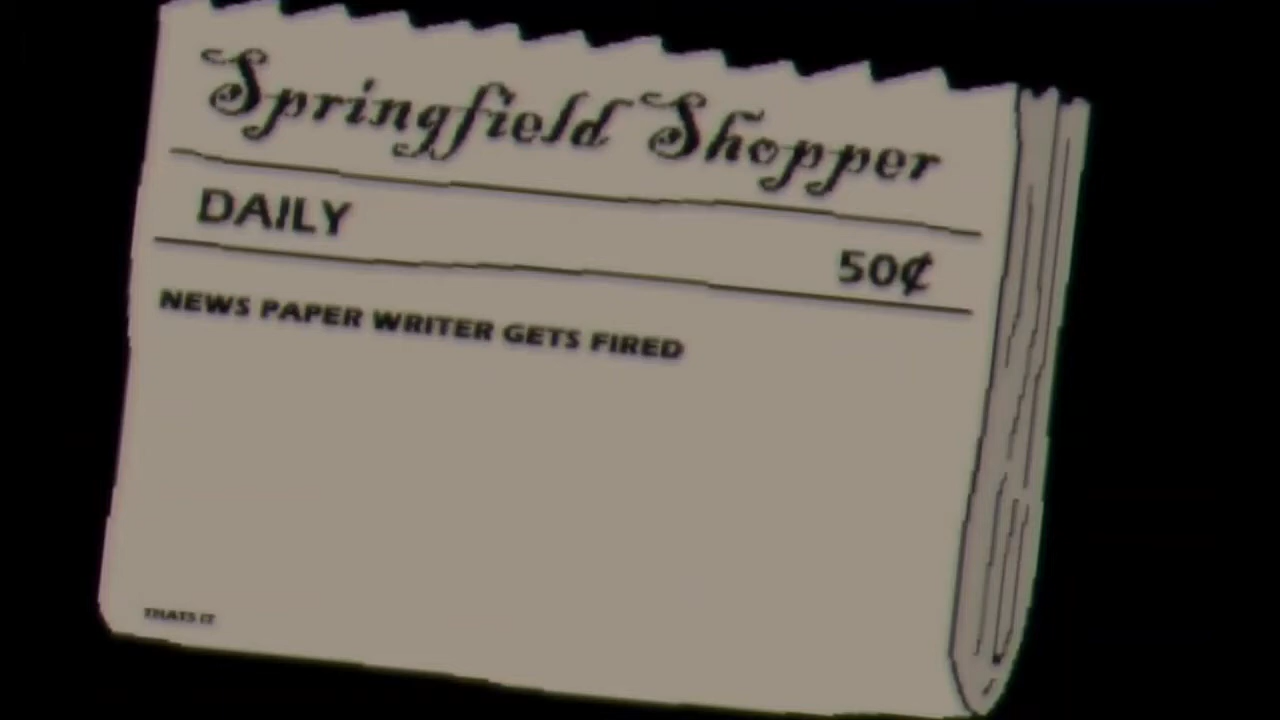 Springfield Shopper
DAILY
50¢
NEWS PAPER WRITER GETS FIRED
THATS IT